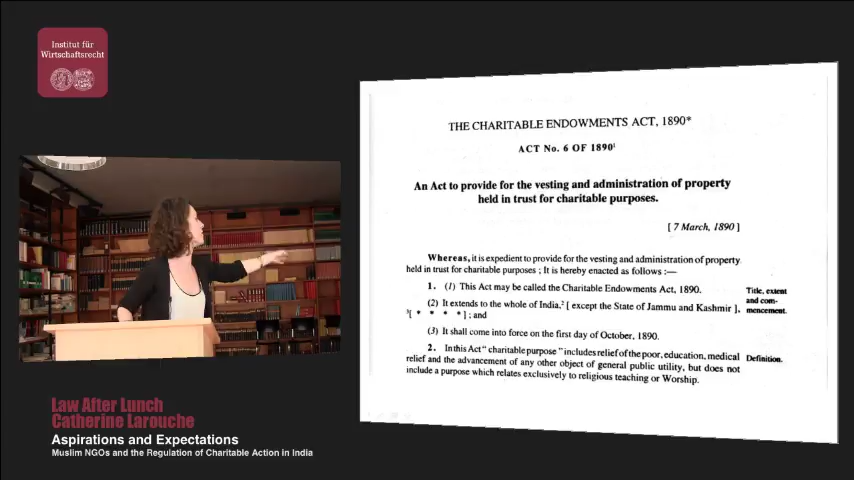 Institut für
Wirtschaftsrecht
THE CHARITABLE ENDOWMENTS ACT, 1890*
ACT No. 6 OF 1890¹
An Act to provide for the vesting and administration of property
held in trust for charitable purposes.
[ 7 March, 1890 ]
Whereas, it is expedient to provide for the vesting and administration of property
held in trust for charitable purposes ; It is hereby enacted as follows :—
1. (1) This Act may be called the Charitable Endowments Act, 1890.
(2) It extends to the whole of India,² [ except the State of Jammu and Kashmir ],
³[ * * * * ] ; and
Title, extent
and com-
mencement.
(3) It shall come into force on the first day of October, 1890.
2. In this Act “ charitable purpose ” includes relief of the poor, education, medical
relief and the advancement of any other object of general public utility, but does not
include a purpose which relates exclusively to religious teaching or Worship.
Definition.
Law After Lunch
Catherine Larouche
Aspirations and Expectations
Muslim NGOs and the Regulation of Charitable Action in India